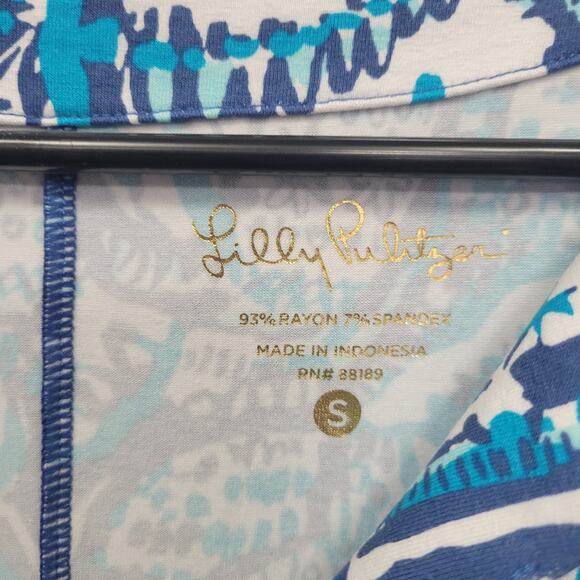 Lilly Pulitzer
93% RAYON 7% SPANDEX
MADE IN INDONESIA
RN# 88189
S